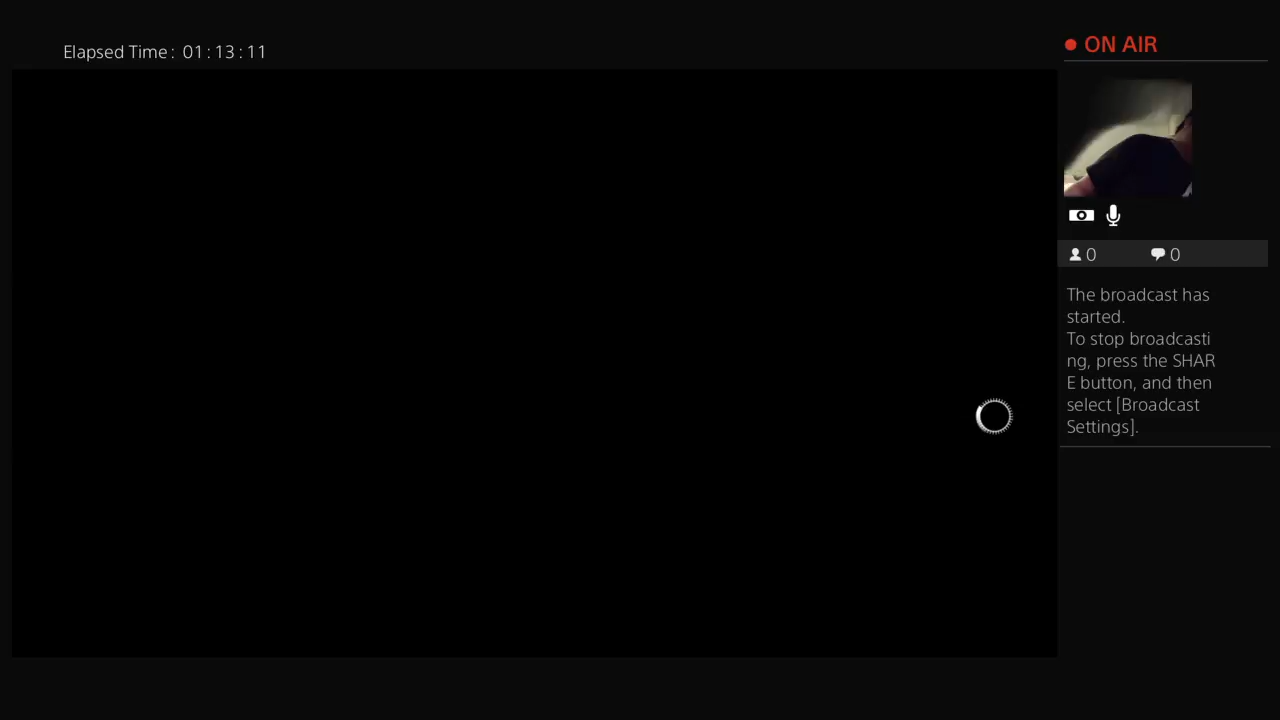 Elapsed Time: 01:13:11
ON AIR
0 0
The broadcast has
started.
To stop broadcasti
ng, press the SHAR
E button, and then
select [Broadcast
Settings].